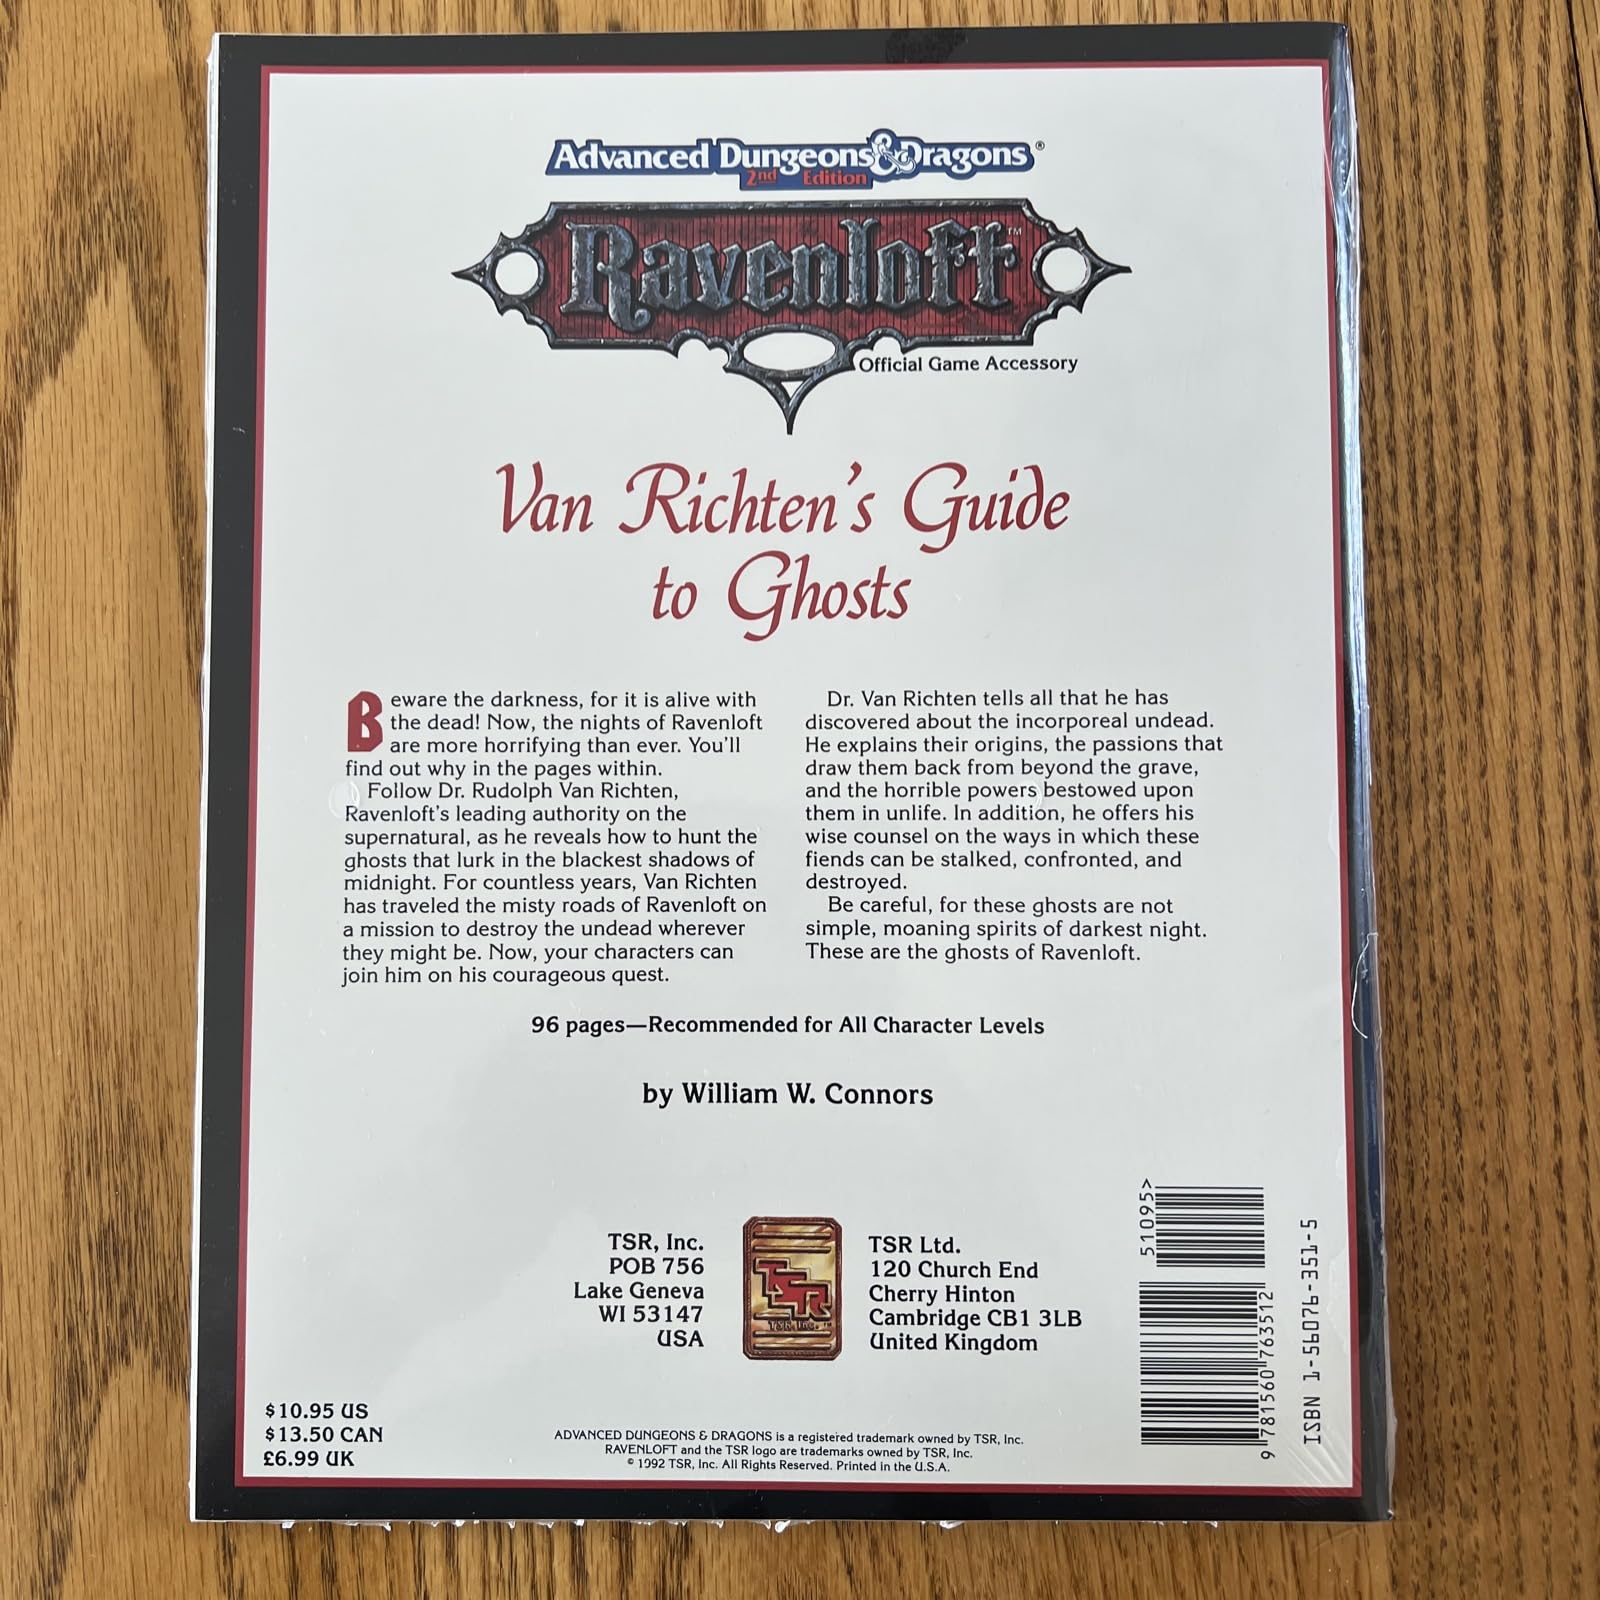 Advanced Dungeons & Dragons®
2nd Edition
Ravenloft™
Official Game Accessory
Van Richten's Guide
to Ghosts
Beware the darkness, for it is alive with
the dead! Now, the nights of Ravenloft
are more horrifying than ever. You'll
find out why in the pages within.
Follow Dr. Rudolph Van Richten,
Ravenloft's leading authority on the
supernatural, as he reveals how to hunt the
ghosts that lurk in the blackest shadows of
midnight. For countless years, Van Richten
has traveled the misty roads of Ravenloft on
a mission to destroy the undead wherever
they might be. Now, your characters can
join him on his courageous quest.
Dr. Van Richten tells all that he has
discovered about the incorporeal undead.
He explains their origins, the passions that
draw them back from beyond the grave,
and the horrible powers bestowed upon
them in unlife. In addition, he offers his
wise counsel on the ways in which these
fiends can be stalked, confronted, and
destroyed.
Be careful, for these ghosts are not
simple, moaning spirits of darkest night.
These are the ghosts of Ravenloft.
96 pages—Recommended for All Character Levels
by William W. Connors
TSR, Inc.
POB 756
Lake Geneva
WI 53147
USA
TSR
TSR, Inc.™
TSR Ltd.
120 Church End
Cherry Hinton
Cambridge CB1 3LB
United Kingdom
51095>
9 781560 763512
ISBN 1-56076-351-5
$10.95 US
$13.50 CAN
£6.99 UK
ADVANCED DUNGEONS & DRAGONS is a registered trademark owned by TSR, Inc.
RAVENLOFT and the TSR logo are trademarks owned by TSR, Inc.
© 1992 TSR, Inc. All Rights Reserved. Printed in the U.S.A.